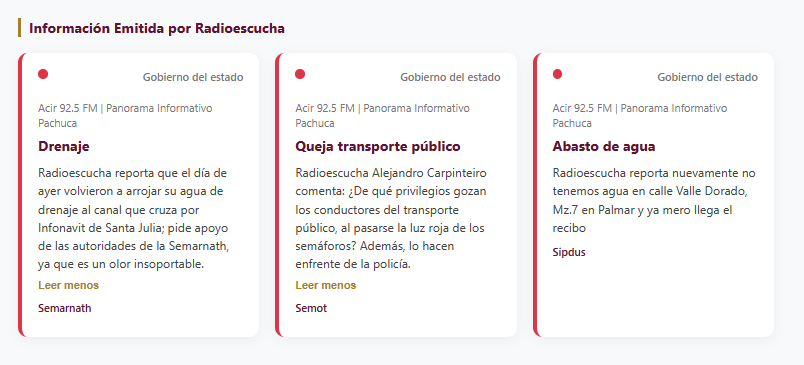 Información Emitida por Radioescucha
Gobierno del estado
Acir 92.5 FM | Panorama Informativo
Pachuca
Drenaje
Radioescucha reporta que el día de
ayer volvieron a arrojar su agua de
drenaje al canal que cruza por
Infonavit de Santa Julia; pide apoyo
de las autoridades de la Semarnath,
ya que es un olor insoportable.
Leer menos
Semarnath
Gobierno del estado
Acir 92.5 FM | Panorama Informativo
Pachuca
Queja transporte público
Radioescucha Alejandro Carpinteiro
comenta: ¿De qué privilegios gozan
los conductores del transporte
público, al pasarse la luz roja de los
semáforos? Además, lo hacen
enfrente de la policía.
Leer menos
Semot
Gobierno del estado
Acir 92.5 FM | Panorama Informativo
Pachuca
Abasto de agua
Radioescucha reporta nuevamente no
tenemos agua en calle Valle Dorado,
Mz.7 en Palmar y ya mero llega el
recibo
Sipdus